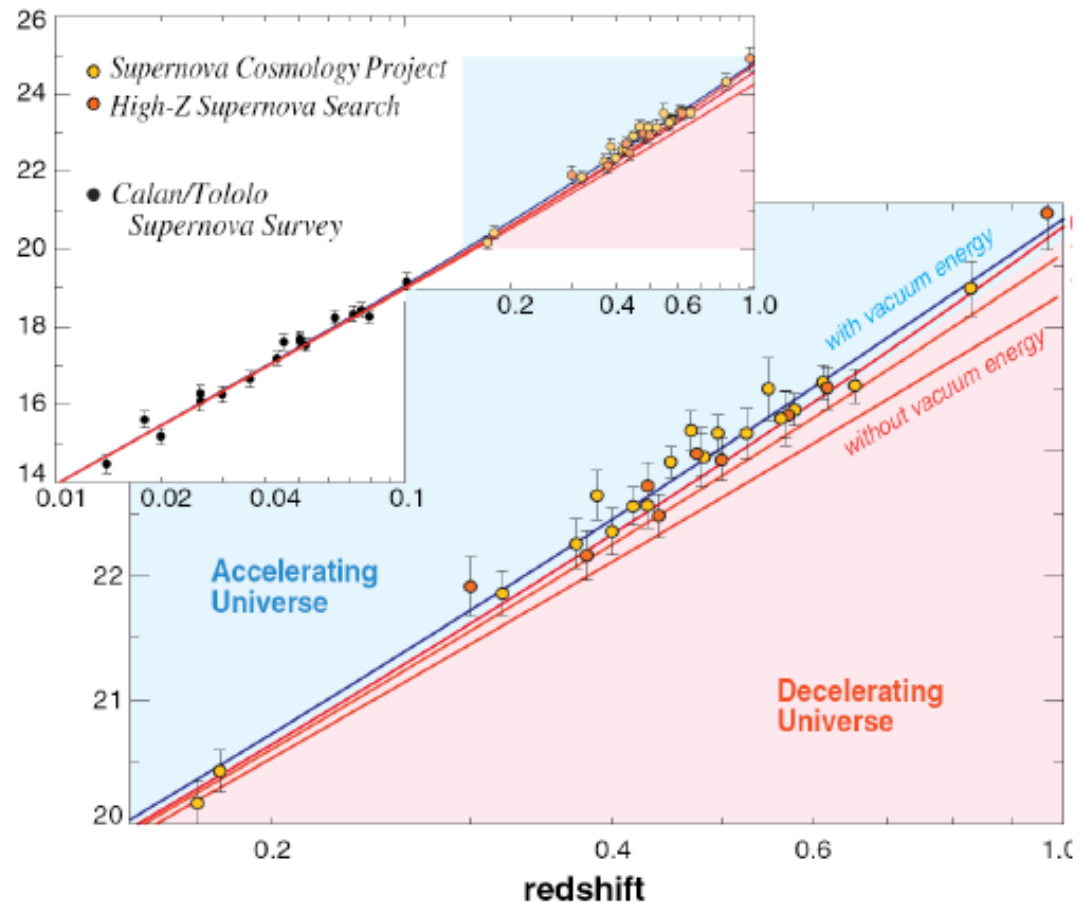 26
24
22
20
18
16
14
Supernova Cosmology Project
High-Z Supernova Search
Calan/Tololo
Supernova Survey
0.01
0.02
0.04
0.1
0.2
0.4
0.6
1.0
with vacuum energy
without vacuum energy
Accelerating
Universe
Decelerating
Universe
22
21
20
0.2
0.4
0.6
redshift